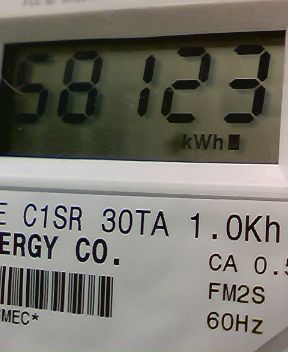 58123
kWh
E C1SR 30TA 1.0Kh
ERGY CO.
CA 0.5
FM2S
MEC*
60Hz